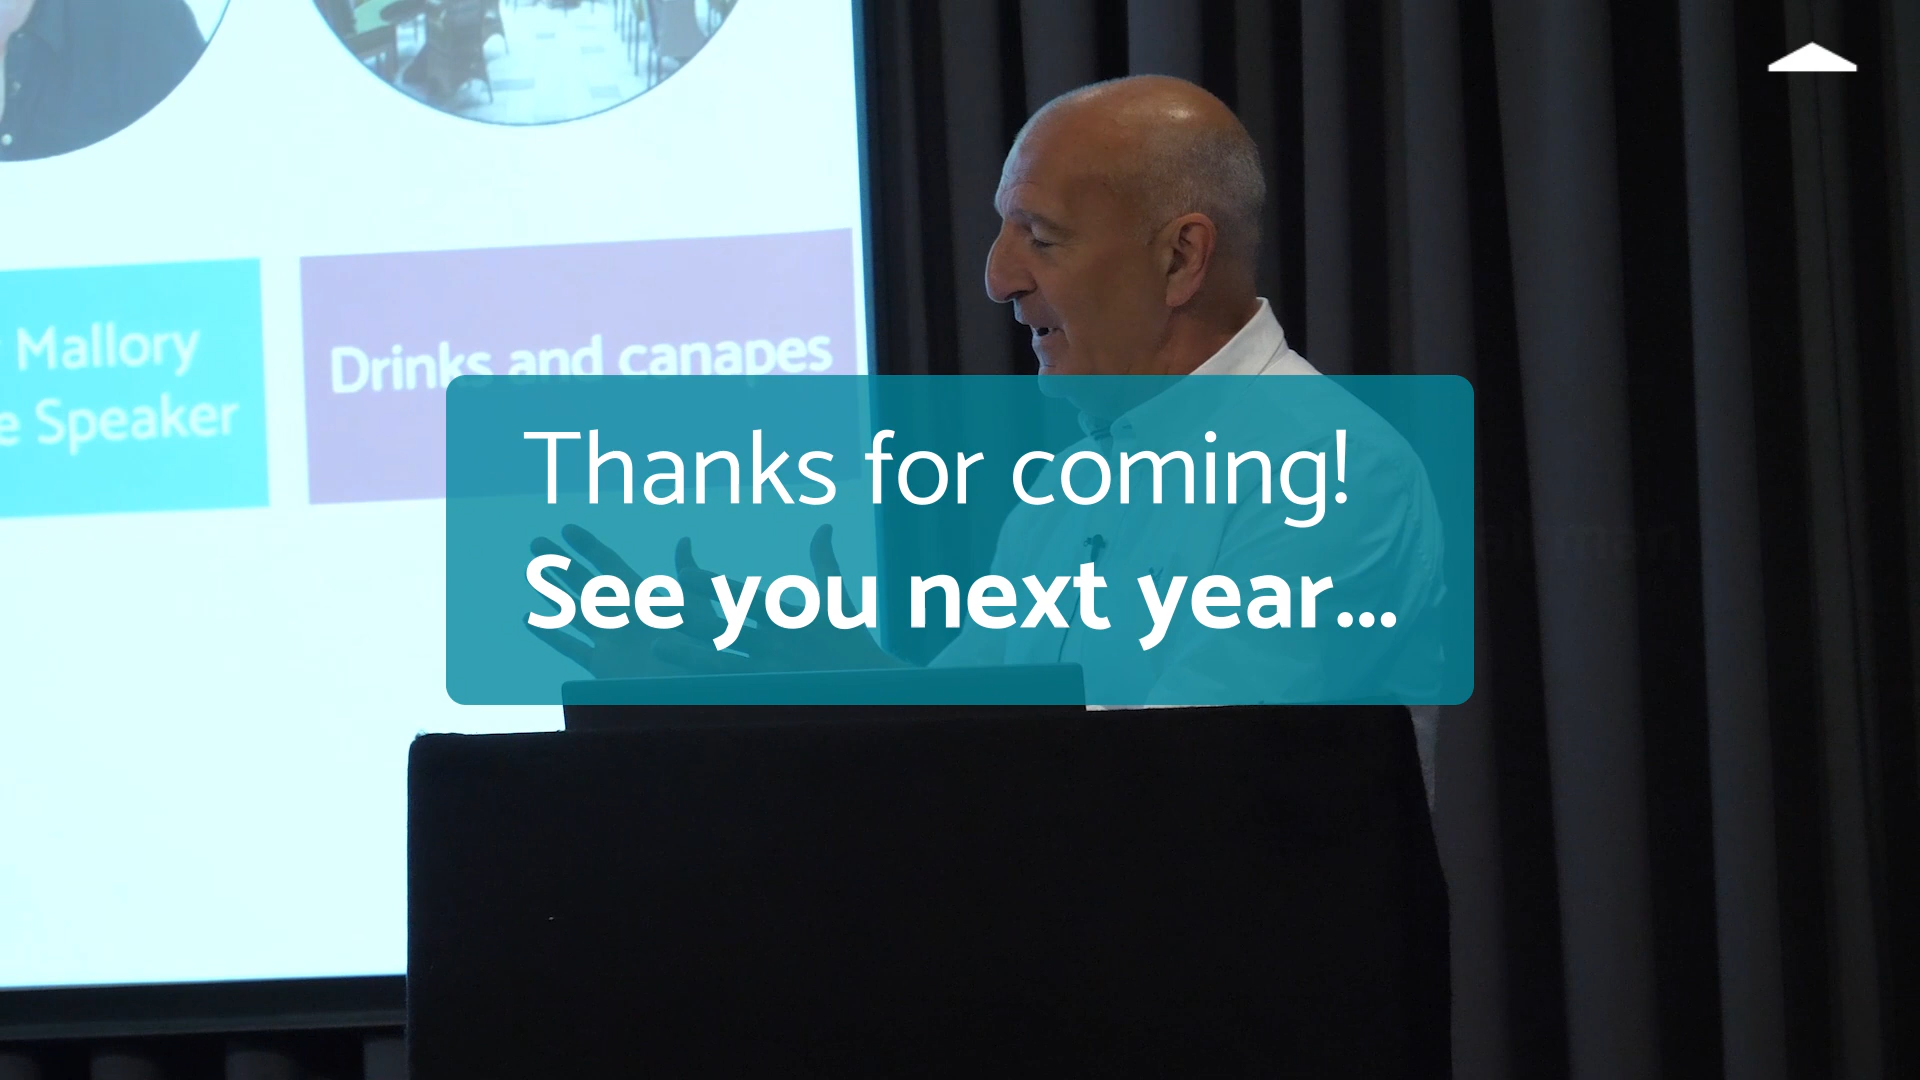 Mallory
e Speaker
Drinks and canapes
Thanks for coming!
See you next year...